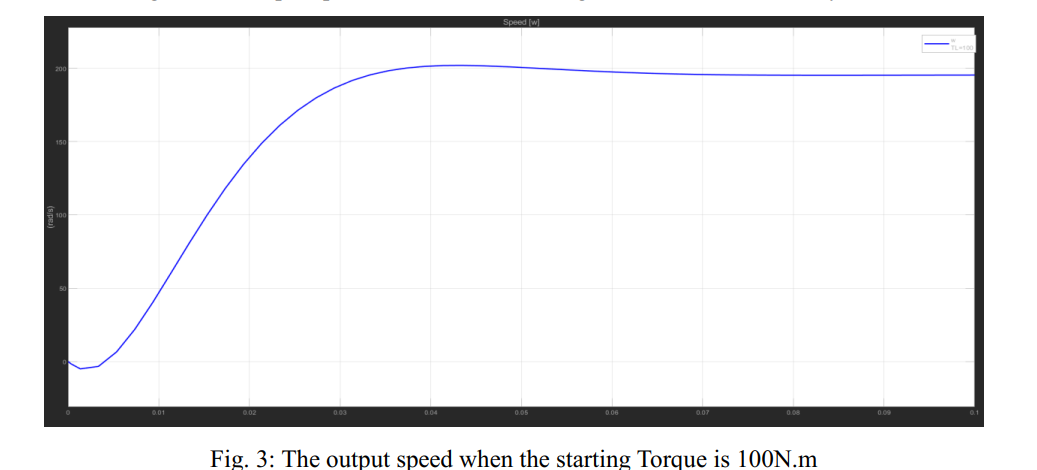 Speed [w]
w
TL=100
(rad/s)
200
150
100
50
0
0 0.01 0.02 0.03 0.04 0.05 0.06 0.07 0.08 0.09 0.1
Fig. 3: The output speed when the starting Torque is 100N.m